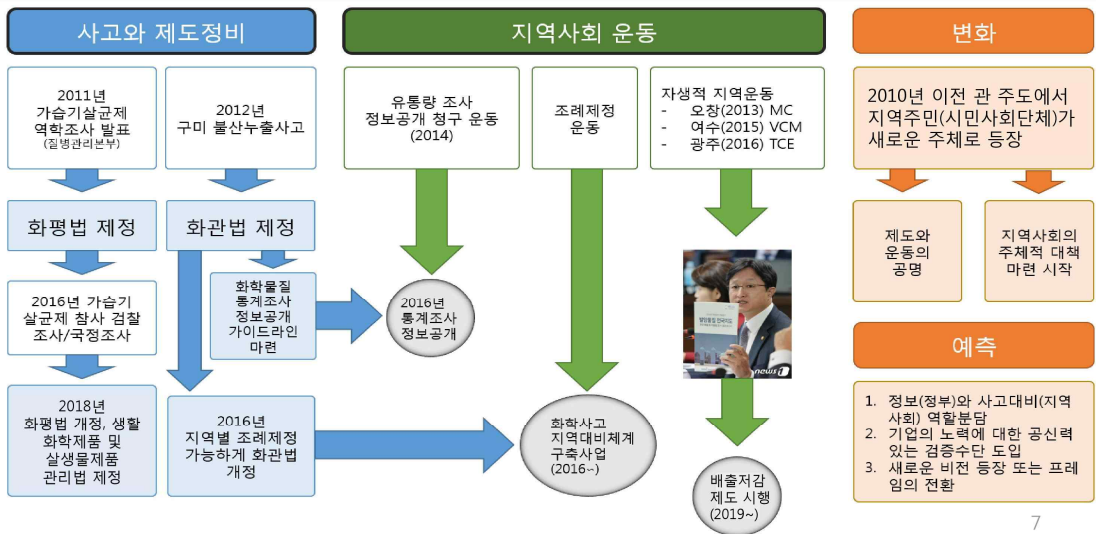 사고와 제도정비
2011년
가습기살균제
역학조사 발표
(질병관리본부)
2012년
구미 불산누출사고
화평법 제정
화관법 제정
2016년 가습기
살균제 참사 검찰
조사/국정조사
화학물질
통계조사
정보공개
가이드라인
마련
2018년
화평법 개정, 생활
화학제품 및
살생물제품
관리법 제정
2016년
지역별 조례제정
가능하게 화관법
개정
지역사회 운동
유통량 조사
정보공개 청구 운동
(2014)
조례제정
운동
자생적 지역운동
- 오창(2013) MC
- 여수(2015) VCM
- 광주(2016) TCE
2016년
통계조사
정보공개
news1
화학사고
지역대비체계
구축사업
(2016~)
배출저감
제도 시행
(2019~)
변화
2010년 이전 관 주도에서
지역주민(시민사회단체)가
새로운 주체로 등장
제도와
운동의
공명
지역사회의
주체적 대책
마련 시작
예측
1. 정보(정부)와 사고대비(지역
사회) 역할분담
2. 기업의 노력에 대한 공신력
있는 검증수단 도입
3. 새로운 비전 등장 또는 프레
임의 전환
7